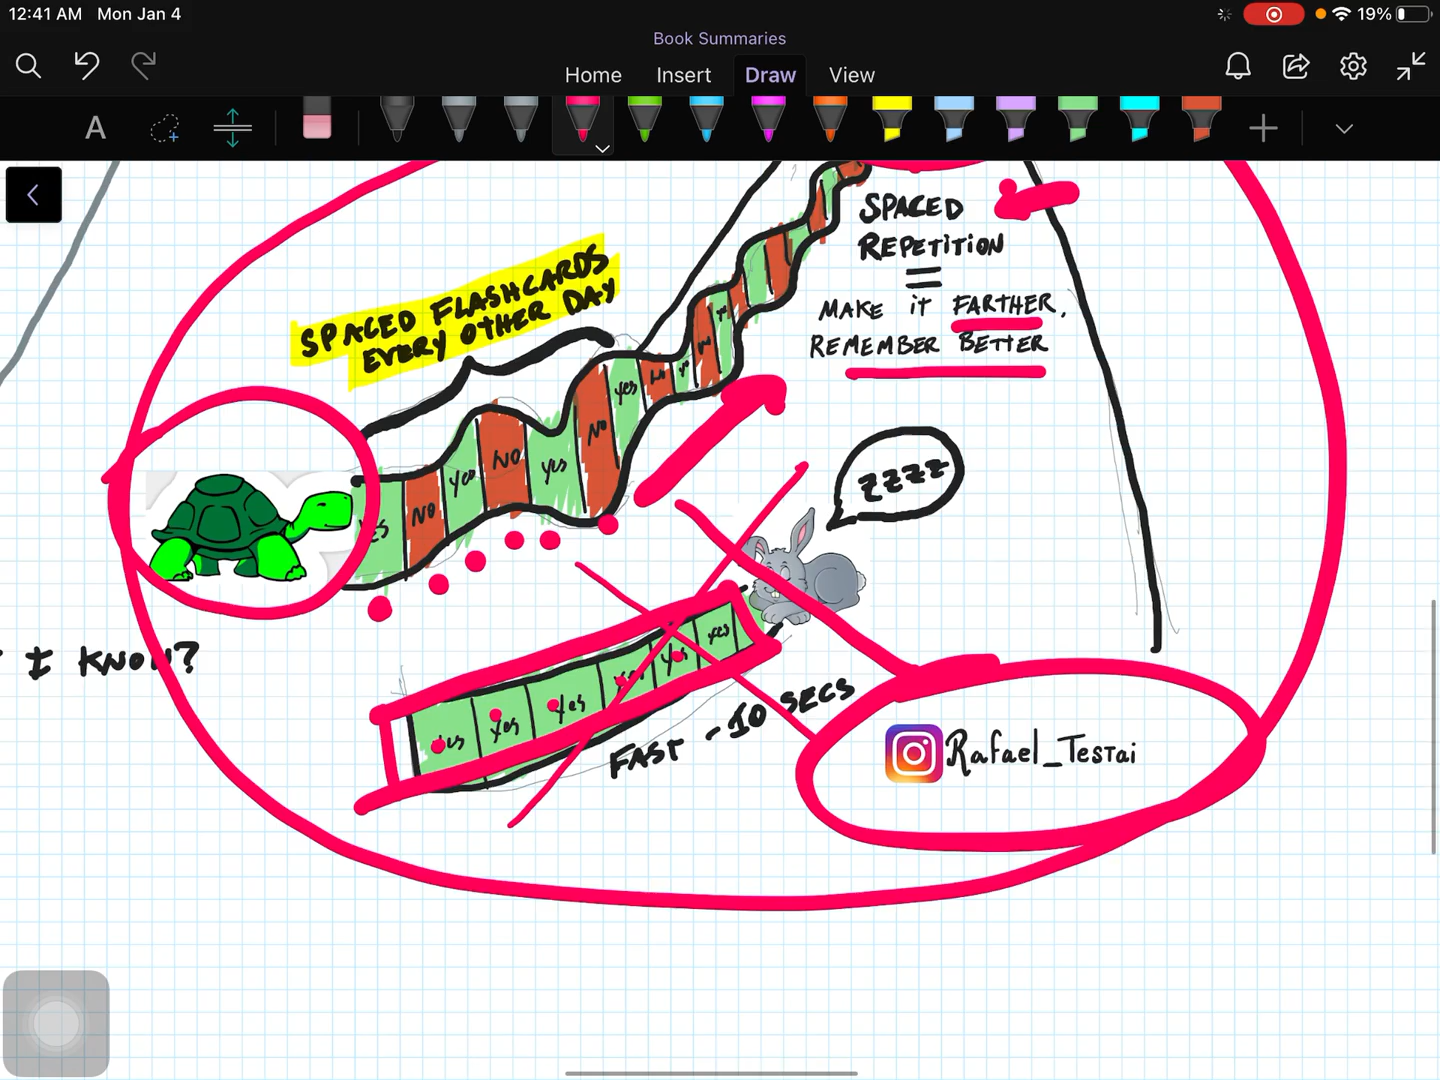 12:41 AM Mon Jan 4
19%
Book Summaries
Home Insert Draw View
A
SPACED
REPETITION
=
MAKE iT FARTHER,
REMEMBER BETTER
SPACED FLASHCARDS
EVERY OTHER DAY
YES NO Yes NO Yes NO Yes NO
ZZZZ
I KNOW?
Yes Yes Yes Yes Yes Yes
FAST - 10 SECS
Rafael_Testai